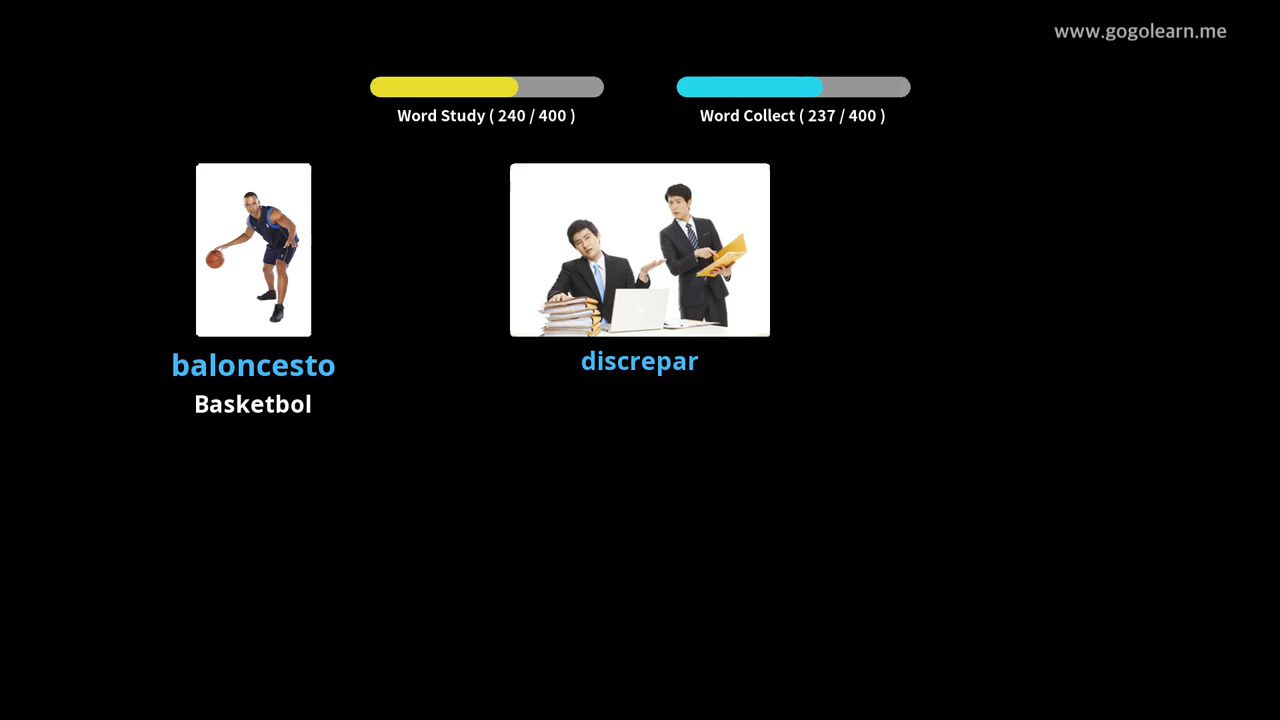 www.gogolearn.me
Word Study ( 240 / 400 )
Word Collect ( 237 / 400 )
baloncesto
Basketbol
discrepar